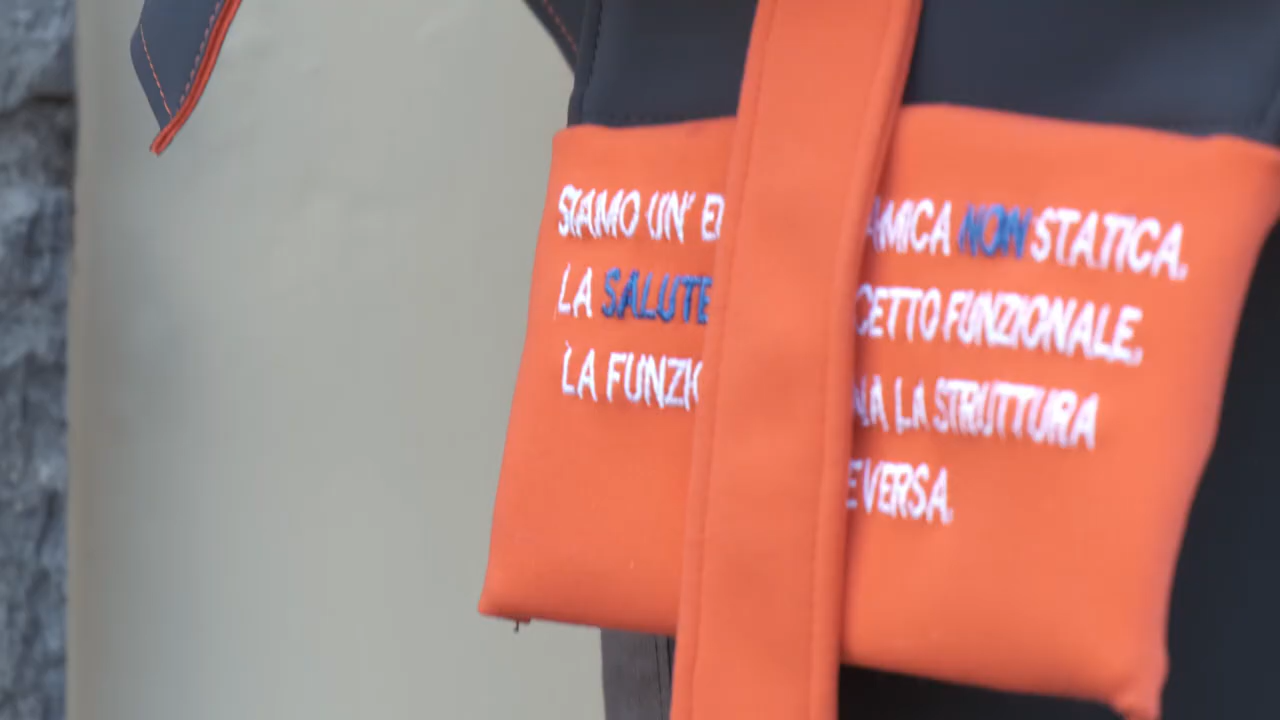 SIAMO UN' AMICA NON STATICA.
LA SALUTE CETTO FUNZIONALE.
LA FUNZI NA LA STRUTTURA
E VERSA.